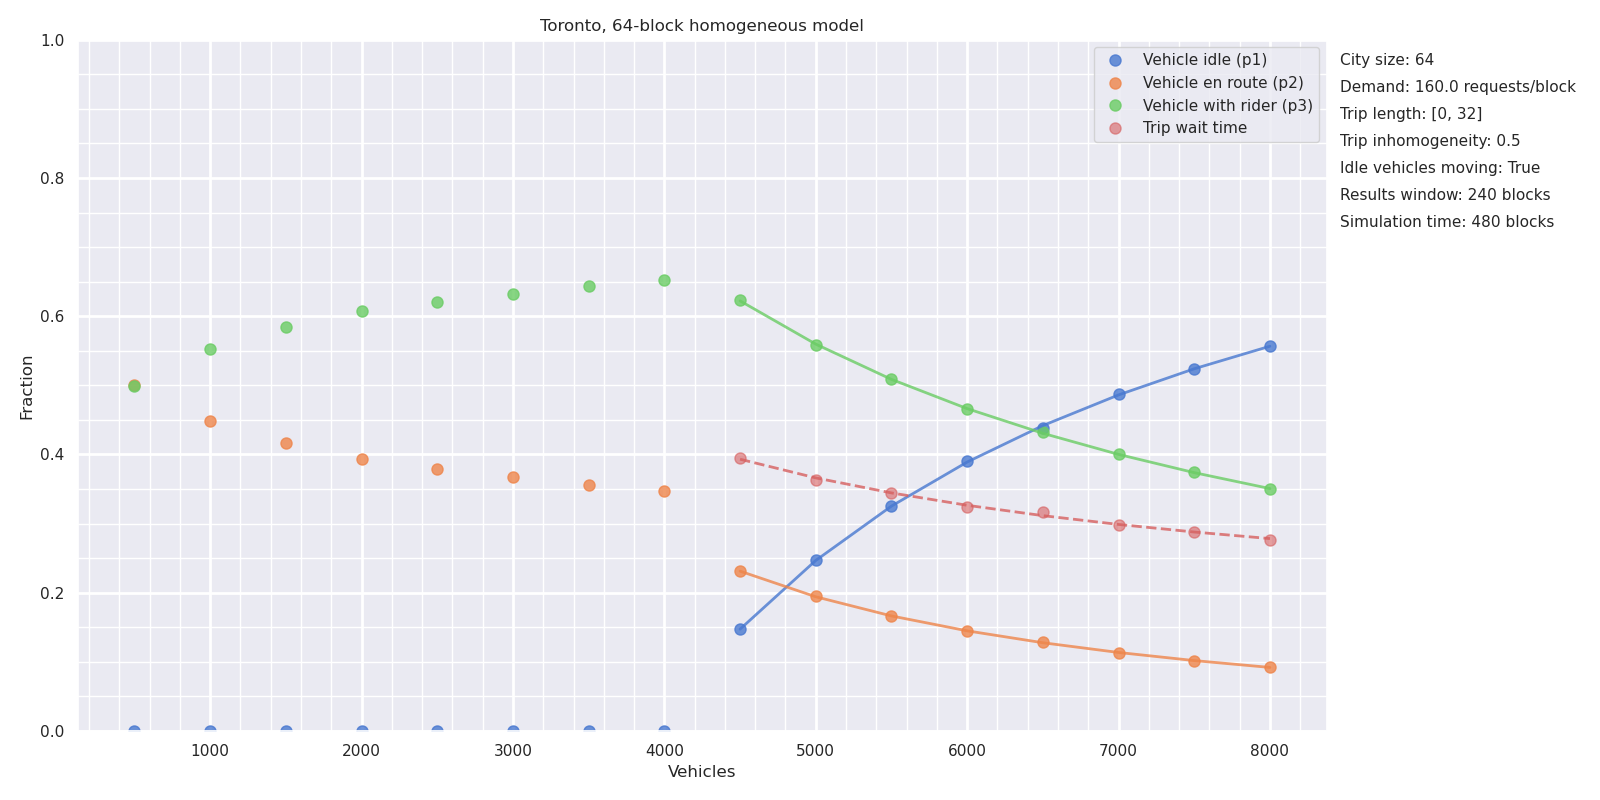 Toronto, 64-block homogeneous model
1.0
0.8
0.6
0.4
0.2
0.0
Fraction
1000
2000
3000
4000
5000
6000
7000
8000
Vehicles
Vehicle idle (p1)
Vehicle en route (p2)
Vehicle with rider (p3)
Trip wait time
City size: 64
Demand: 160.0 requests/block
Trip length: [0, 32]
Trip inhomogeneity: 0.5
Idle vehicles moving: True
Results window: 240 blocks
Simulation time: 480 blocks